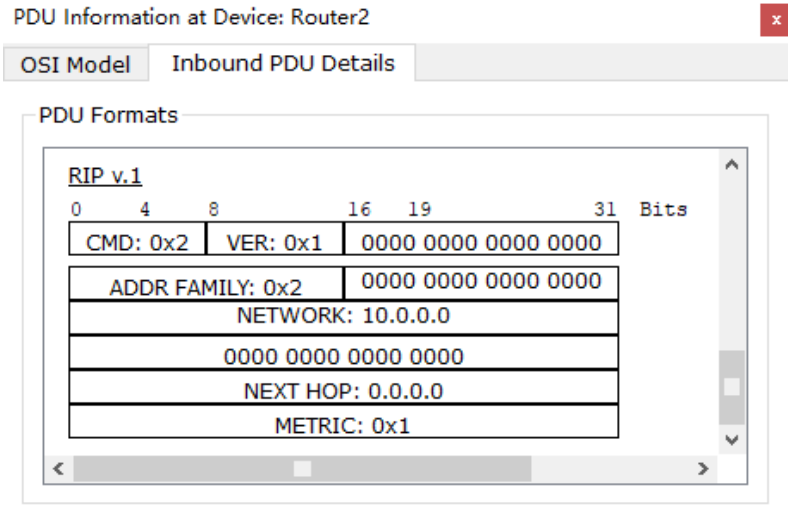 PDU Information at Device: Router2 x
OSI Model Inbound PDU Details
PDU Formats
RIP v.1
0 4 8 16 19 31 Bits
CMD: 0x2 VER: 0x1 0000 0000 0000 0000
ADDR FAMILY: 0x2 0000 0000 0000 0000
NETWORK: 10.0.0.0
0000 0000 0000 0000
NEXT HOP: 0.0.0.0
METRIC: 0x1